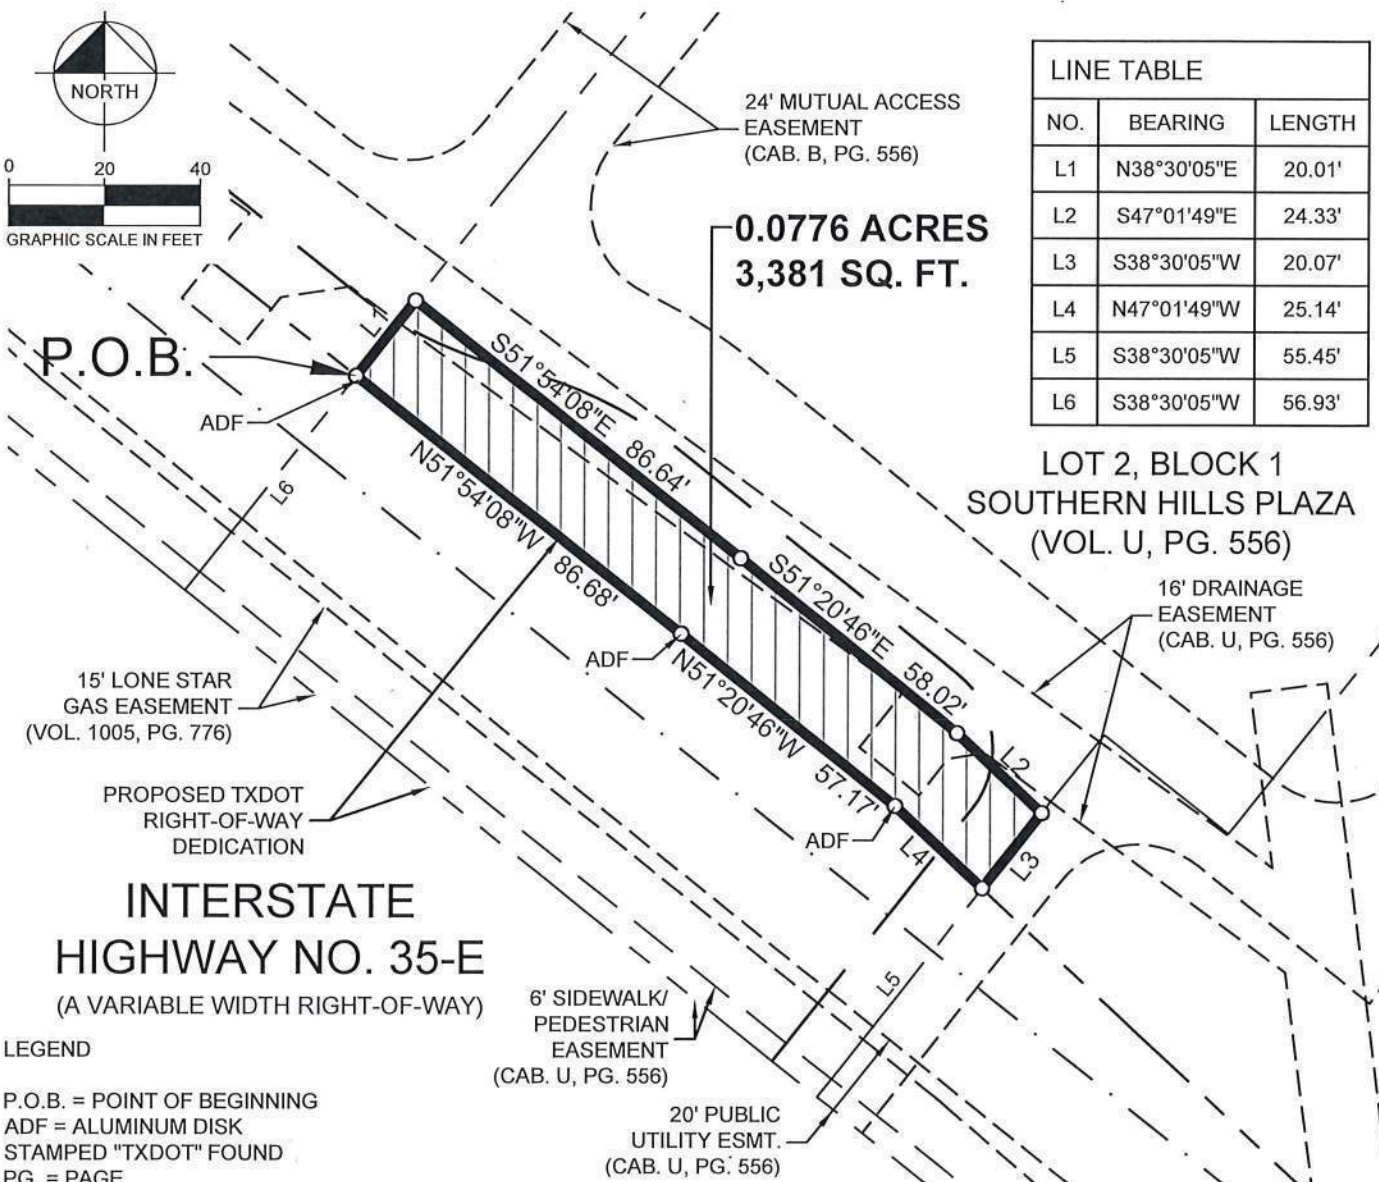 NORTH
0 20 40
GRAPHIC SCALE IN FEET
24' MUTUAL ACCESS
EASEMENT
(CAB. B, PG. 556)
LINE TABLE
NO. BEARING LENGTH
L1 N38°30'05"E 20.01'
L2 S47°01'49"E 24.33'
L3 S38°30'05"W 20.07'
L4 N47°01'49"W 25.14'
L5 S38°30'05"W 55.45'
L6 S38°30'05"W 56.93'
0.0776 ACRES
3,381 SQ. FT.
P.O.B.
ADF
S51°54'08"E 86.64'
N51°54'08"W 86.68'
L6
LOT 2, BLOCK 1
SOUTHERN HILLS PLAZA
(VOL. U, PG. 556)
S51°20'46"E 58.02'
16' DRAINAGE
EASEMENT
(CAB. U, PG. 556)
ADF
N51°20'46"W 57.17'
15' LONE STAR
GAS EASEMENT
(VOL. 1005, PG. 776)
L2
PROPOSED TXDOT
RIGHT-OF-WAY
DEDICATION
ADF
L4
L3
INTERSTATE
HIGHWAY NO. 35-E
(A VARIABLE WIDTH RIGHT-OF-WAY)
L5
6' SIDEWALK/
PEDESTRIAN
EASEMENT
(CAB. U, PG. 556)
LEGEND
P.O.B. = POINT OF BEGINNING
ADF = ALUMINUM DISK
STAMPED "TXDOT" FOUND
PG. = PAGE
20' PUBLIC
UTILITY ESMT.
(CAB. U, PG. 556)